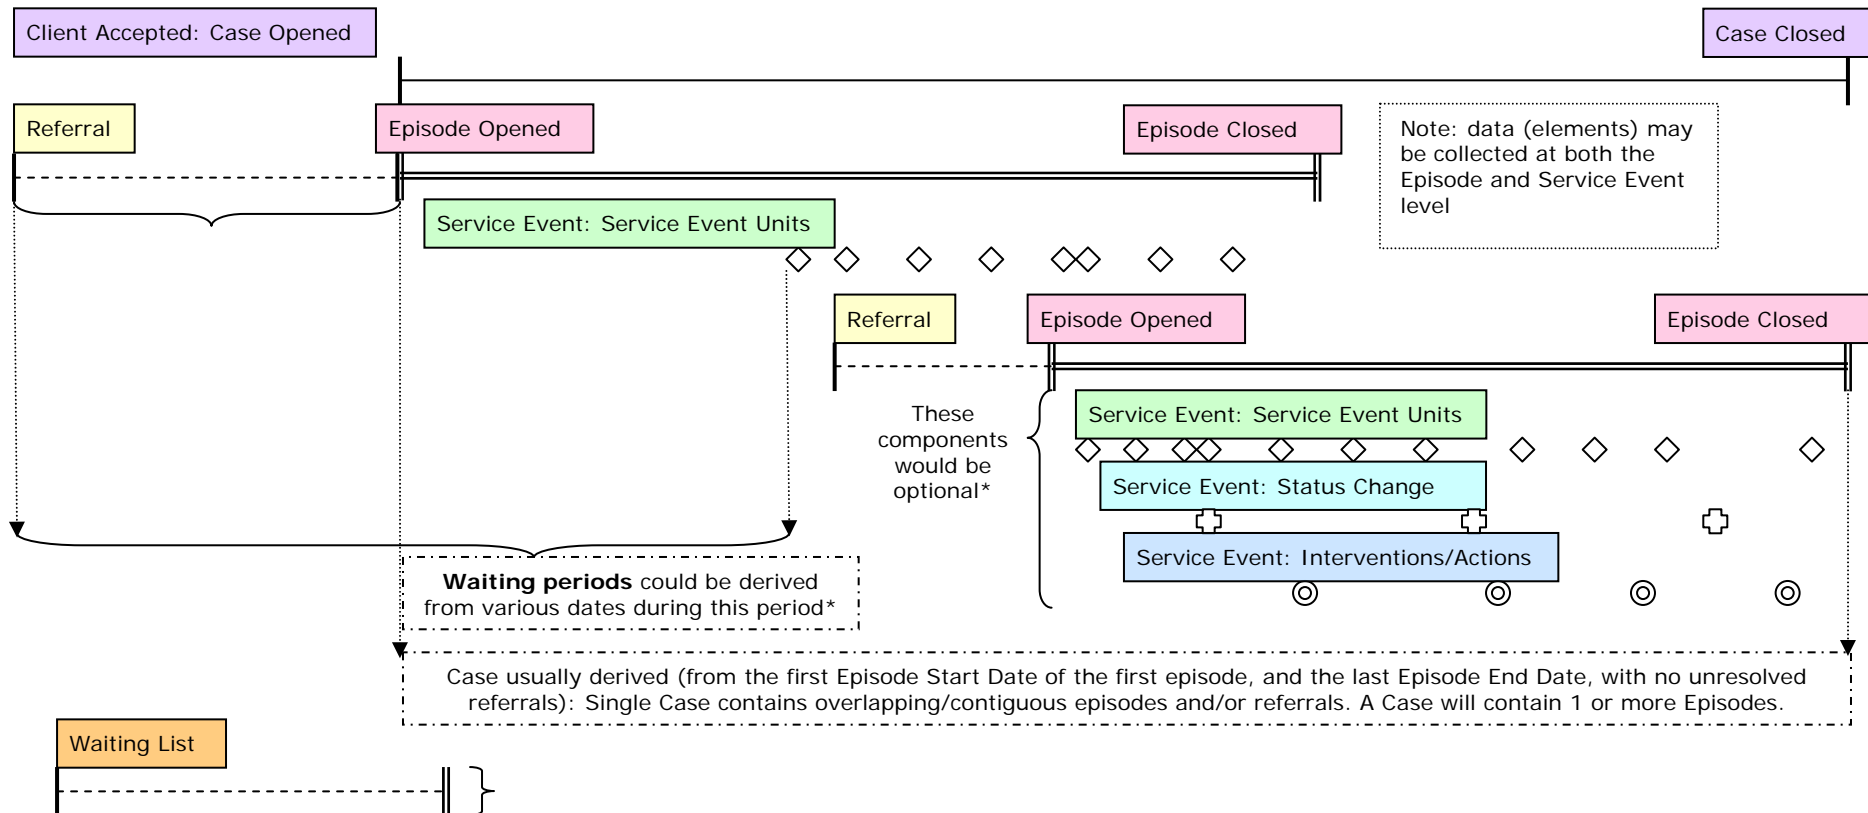 Client Accepted: Case Opened
Case Closed
Referral
Episode Opened
Episode Closed
Note: data (elements) may
be collected at both the
Episode and Service Event
level
Service Event: Service Event Units
Referral
Episode Opened
Episode Closed
These
components
would be
optional*
Service Event: Service Event Units
Service Event: Status Change
Service Event: Interventions/Actions
Waiting periods could be derived
from various dates during this period*
Case usually derived (from the first Episode Start Date of the first episode, and the last Episode End Date, with no unresolved
referrals): Single Case contains overlapping/contiguous episodes and/or referrals. A Case will contain 1 or more Episodes.
Waiting List